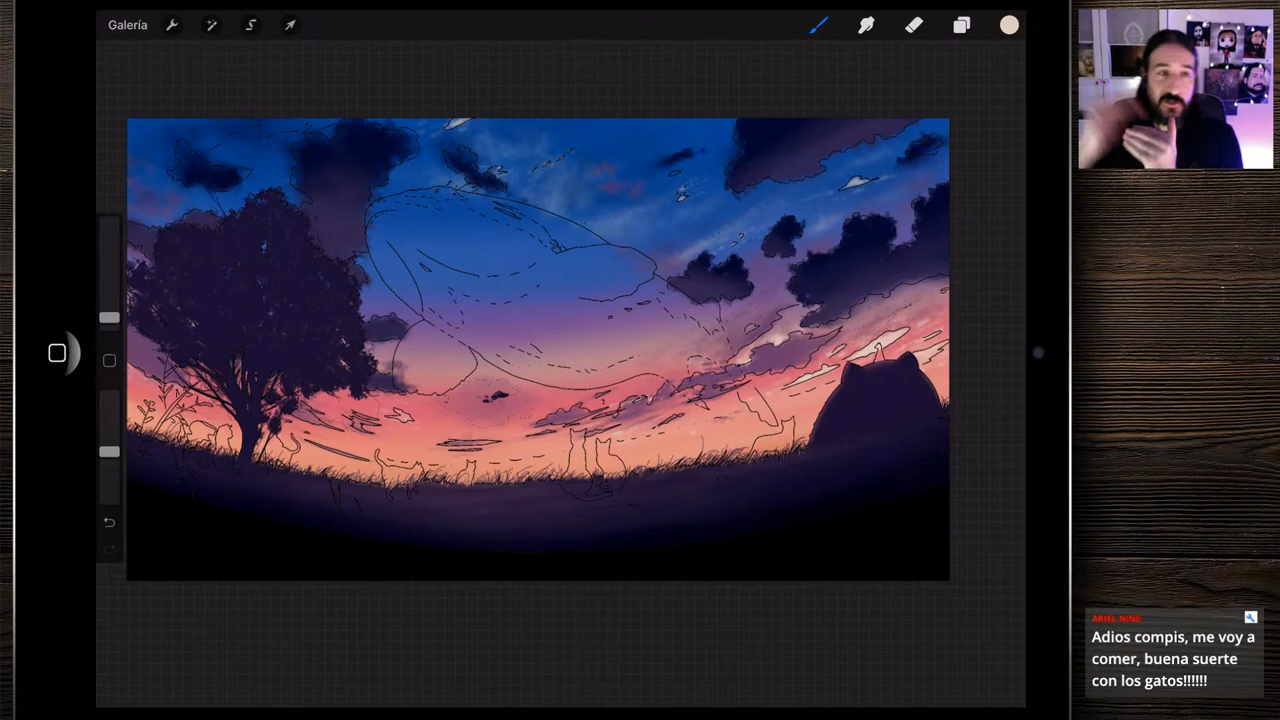 Galería
ARIEL NINE
Adios compis, me voy a
comer, buena suerte
con los gatos!!!!!!